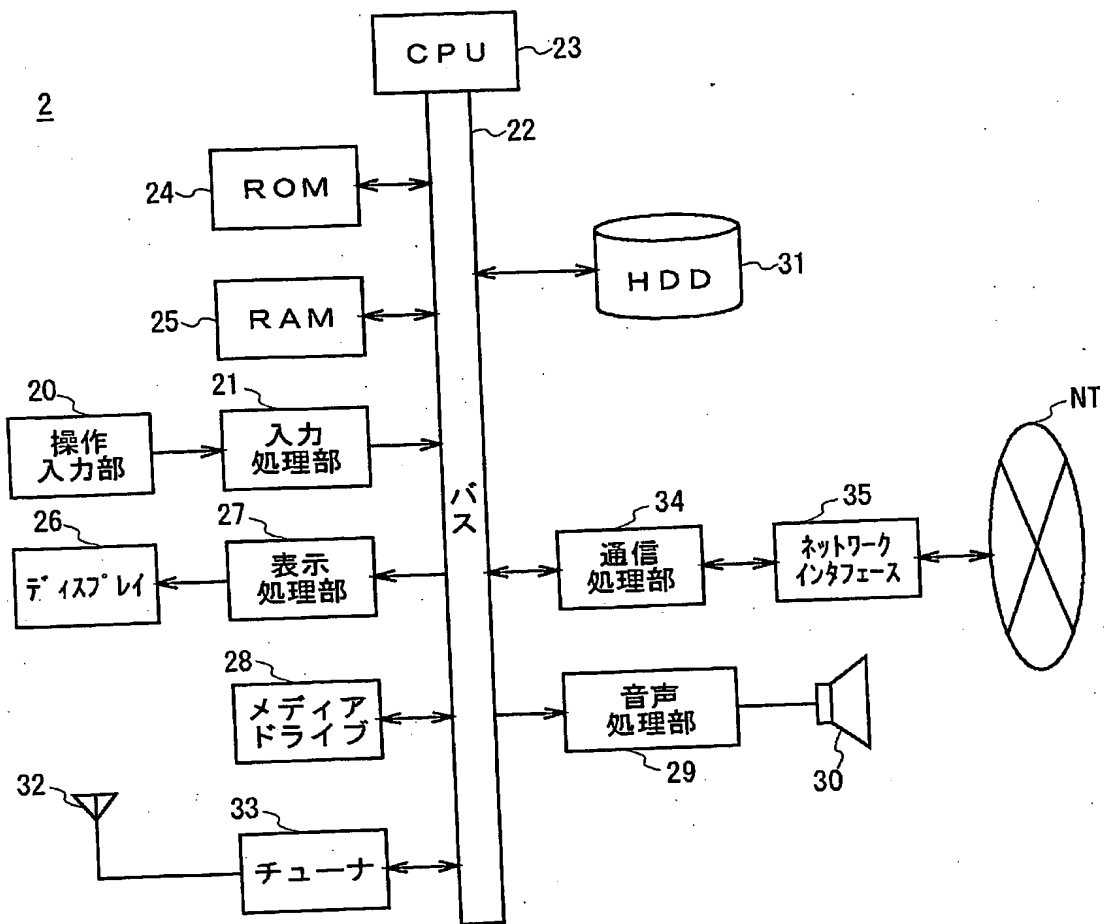 CPU
23
2
22
ROM
24
HDD
31
RAM
25
20
操作
入力部
21
入力
処理部
バス
NT
26
ディスプレイ
27
表示
処理部
34
通信
処理部
35
ネットワーク
インタフェース
28
メディア
ドライブ
音声
処理部
29
30
32
33
チューナ